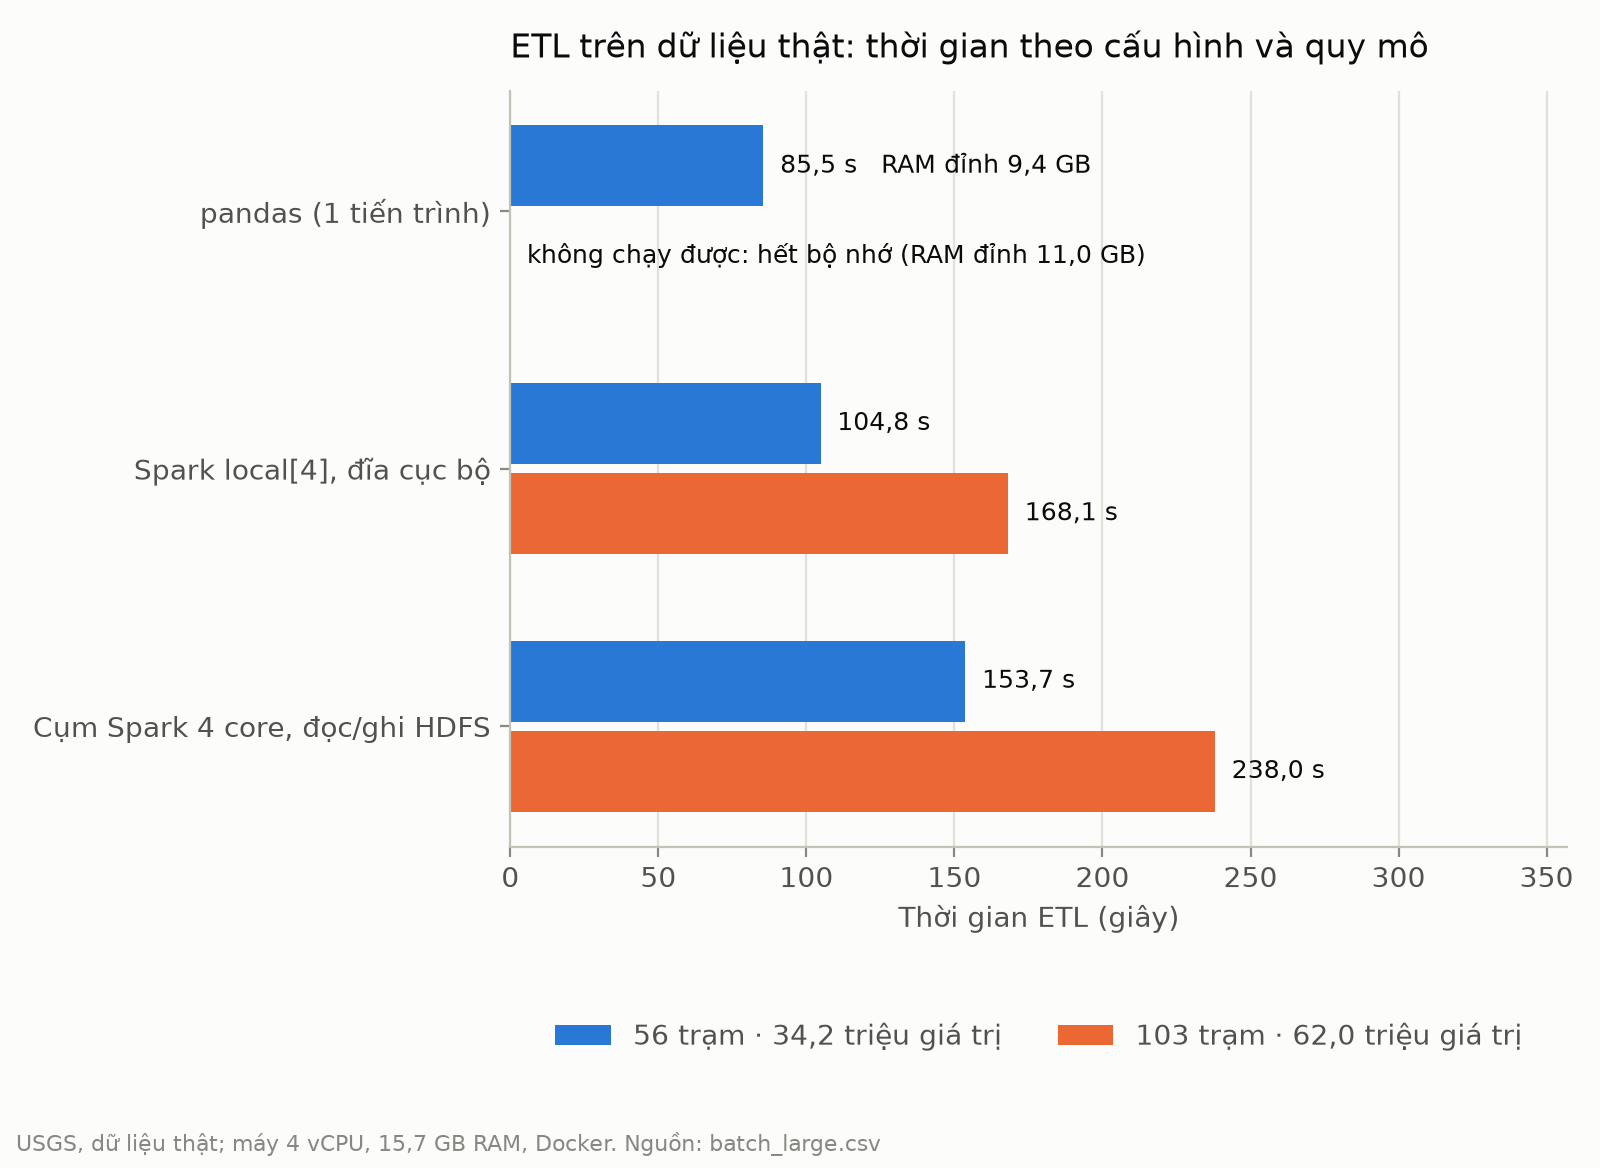 ETL trên dữ liệu thật: thời gian theo cấu hình và quy mô
85,5 s RAM đỉnh 9,4 GB
pandas (1 tiến trình)
không chạy được: hết bộ nhớ (RAM đỉnh 11,0 GB)
104,8 s
Spark local[4], đĩa cục bộ
168,1 s
153,7 s
Cụm Spark 4 core, đọc/ghi HDFS
238,0 s
0 50 100 150 200 250 300 350
Thời gian ETL (giây)
56 trạm · 34,2 triệu giá trị 103 trạm · 62,0 triệu giá trị
USGS, dữ liệu thật; máy 4 vCPU, 15,7 GB RAM, Docker. Nguồn: batch_large.csv